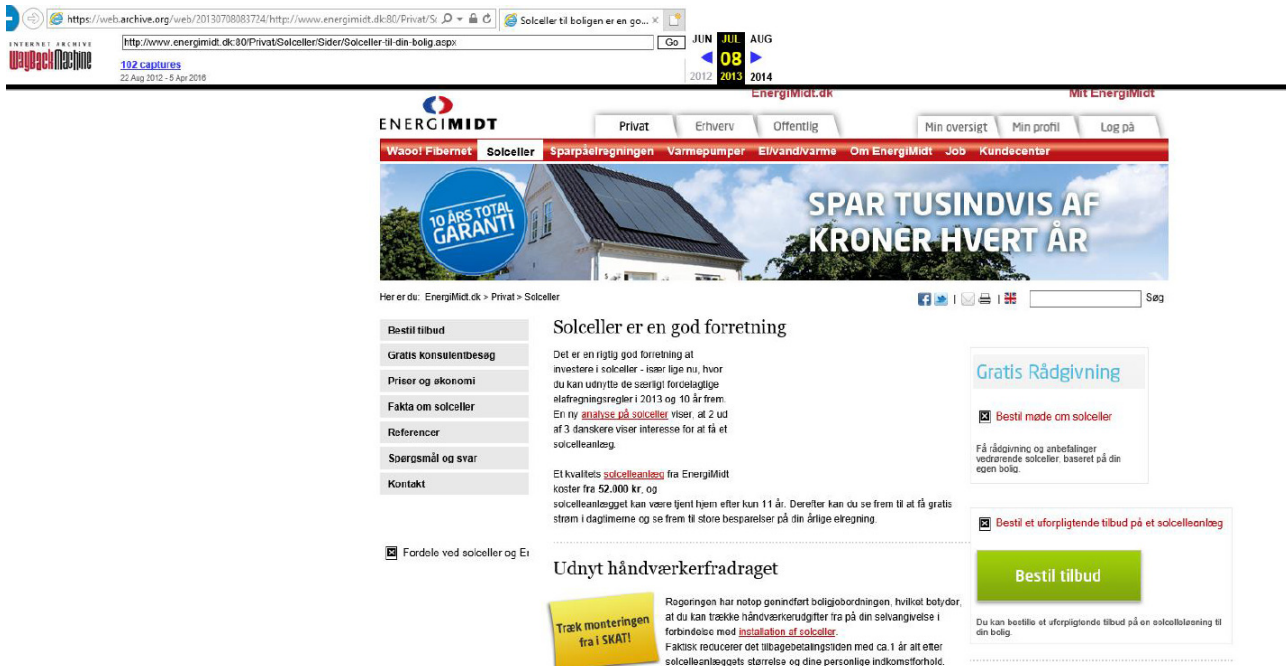 https://web.archive.org/web/20130708083724/http://www.energimidt.dk:80/Privat/S
Solceller til boligen er en go...
INTERNET ARCHIVE
WayBackMachine
http://www.energimidt.dk:80/Privat/Solceller/Sider/Solceller-til-din-bolig.aspx
Go
JUN JUL AUG
102 captures
08
22 Aug 2012 - 5 Apr 2016
2012 2013 2014
EnergiMidt.dk
Mit EnergiMidt
ENERGIMIDT
Privat Erhverv Offentlig
Min oversigt Min profil Log på
Waoo! Fibernet Solceller Sparpåelregningen Varmepumper El/vand/varme Om EnergiMidt Job Kundecenter
10 ÅRS TOTAL
GARANTI
SPAR TUSINDVIS AF
KRONER HVERT ÅR
Her er du: EnergiMidt.dk > Privat > Solceller
Søg
Bestil tilbud
Gratis konsulentbesøg
Priser og økonomi
Fakta om solceller
Referencer
Spørgsmål og svar
Kontakt
Fordele ved solceller og Er
Solceller er en god forretning
Det er en rigtig god forretning at
investere i solceller - især lige nu, hvor
du kan udnytte de særligt fordelagtige
elafregningsregler i 2013 og 10 år frem.
En ny analyse på solceller viser, at 2 ud
af 3 danskere viser interesse for at få et
solcelleanlæg.
Et kvalitets solcelleanlæg fra EnergiMidt
koster fra 52.000 kr, og
solcelleanlægget kan være tjent hjem efter kun 11 år. Derefter kan du se frem til at få gratis
strøm i dagtimerne og se frem til store besparelser på din årlige elregning.
Udnyt håndværkerfradraget
Træk monteringen
fra i SKAT!
Regeringen har netop genindført boligjobordningen, hvilket betyder,
at du kan trække håndværkerudgifter fra på din selvangivelse i
forbindelse med installation af solceller.
Faktisk reducerer det tilbagebetalingstiden med ca.1 år alt efter
solcelleanlæggets størrelse og dine personlige indkomstforhold.
Gratis Rådgivning
Bestil møde om solceller
Få rådgivning og anbefalinger
vedrørende solceller, baseret på din
egen bolig.
Bestil et uforpligtende tilbud på et solcelleanlæg
Bestil tilbud
Du kan bestille et uforpligtende tilbud på en solcelleløsning til
din bolig.